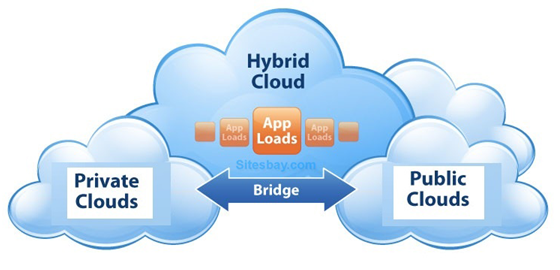 Hybrid
Cloud
App
Loads
App
Loads
App
Loads
Sitesbay.com
Bridge
Private
Clouds
Public
Clouds